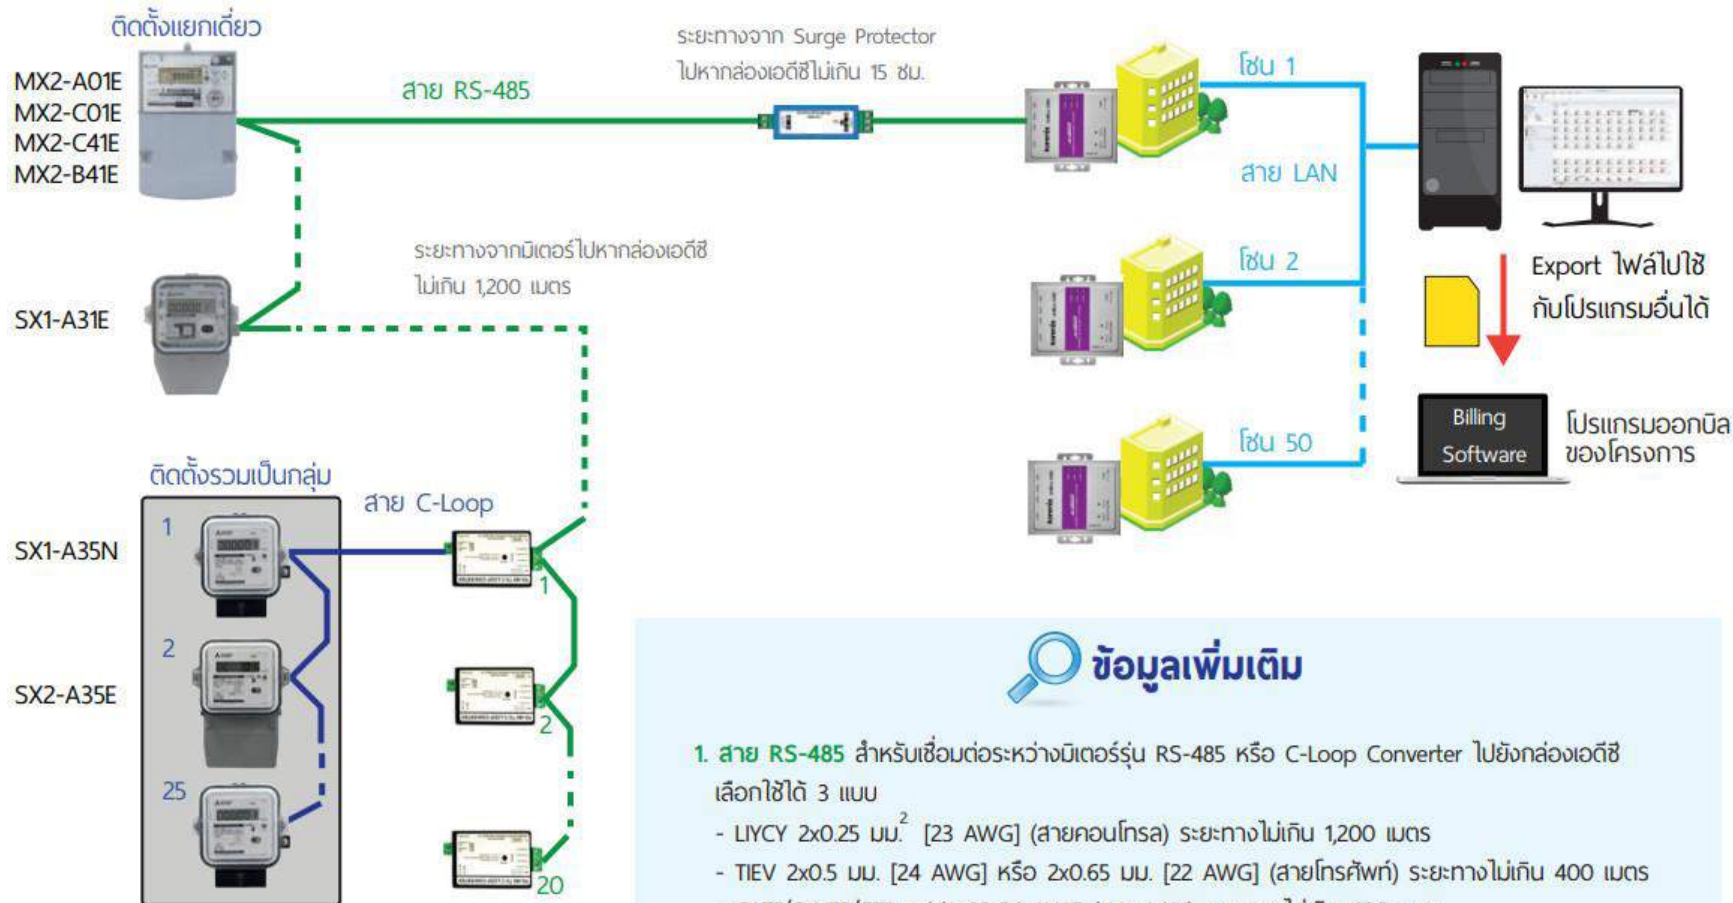 ติดตั้งแยกเดี่ยว
MX2-A01E
MX2-C01E
MX2-C41E
MX2-B41E
สาย RS-485
ระยะทางจาก Surge Protector
ไปหากล่องเอดีซีไม่เกิน 15 ซม.
โซน 1
สาย LAN
ระยะทางจากมิเตอร์ไปหากล่องเอดีซี
ไม่เกิน 1,200 เมตร
โซน 2
Export ไฟล์ไปใช้
กับโปรแกรมอื่นได้
SX1-A31E
Billing
Software
โปรแกรมออกบิล
ของโครงการ
โซน 50
ติดตั้งรวมเป็นกลุ่ม
สาย C-Loop
1
SX1-A35N
1
2
SX2-A35E
2
25
20
ข้อมูลเพิ่มเติม
1. สาย RS-485 สำหรับเชื่อมต่อระหว่างมิเตอร์รุ่น RS-485 หรือ C-Loop Converter ไปยังกล่องเอดีซี
เลือกใช้ได้ 3 แบบ
- LIYCY 2x0.25 มม.² [23 AWG] (สายคอนโทรล) ระยะทางไม่เกิน 1,200 เมตร
- TIEV 2x0.5 มม. [24 AWG] หรือ 2x0.65 มม. [22 AWG] (สายโทรศัพท์) ระยะทางไม่เกิน 400 เมตร